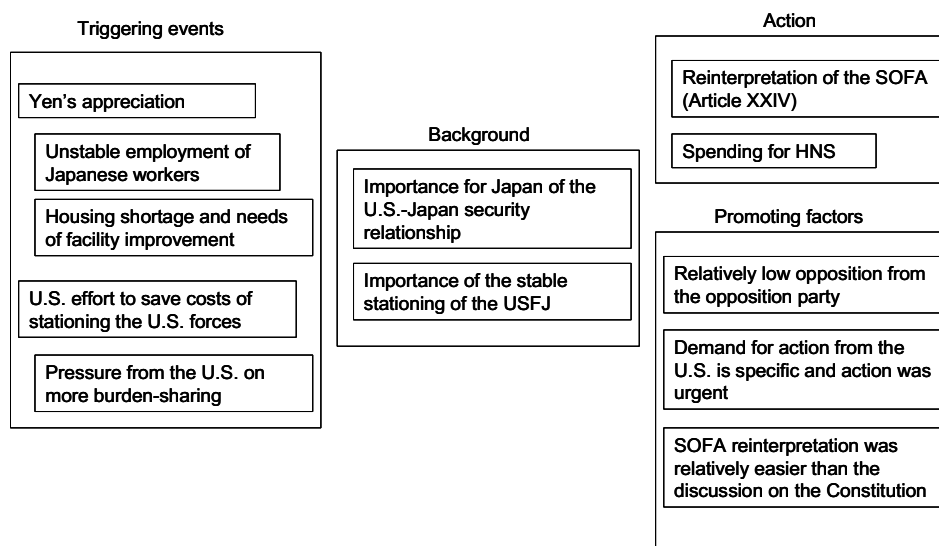 Triggering events
Yen's appreciation
Unstable employment of
Japanese workers
Housing shortage and needs
of facility improvement
U.S. effort to save costs of
stationing the U.S. forces
Pressure from the U.S. on
more burden-sharing
Background
Importance for Japan of the
U.S.-Japan security
relationship
Importance of the stable
stationing of the USFJ
Action
Reinterpretation of the SOFA
(Article XXIV)
Spending for HNS
Promoting factors
Relatively low opposition from
the opposition party
Demand for action from the
U.S. is specific and action was
urgent
SOFA reinterpretation was
relatively easier than the
discussion on the Constitution